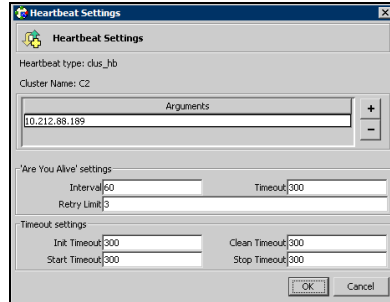 Heartbeat Settings
Heartbeat Settings
Heartbeat type: clus_hb
Cluster Name: C2
Arguments
10.212.88.189
+
-
'Are You Alive' settings
Interval 60 Timeout 300
Retry Limit 3
Timeout settings
Init Timeout 300 Clean Timeout 300
Start Timeout 300 Stop Timeout 300
OK Cancel